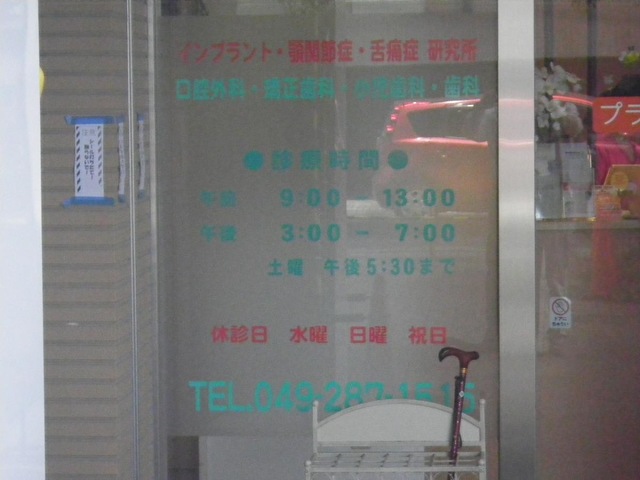 インプラント・顎関節症・舌痛症 研究所
口腔外科・矯正歯科・小児歯科・歯科
●診療時間●
午前 9:00 － 13:00
午後 3:00 － 7:00
土曜 午後5:30まで
休診日 水曜 日曜 祝日
TEL.049-287-1515
プラ